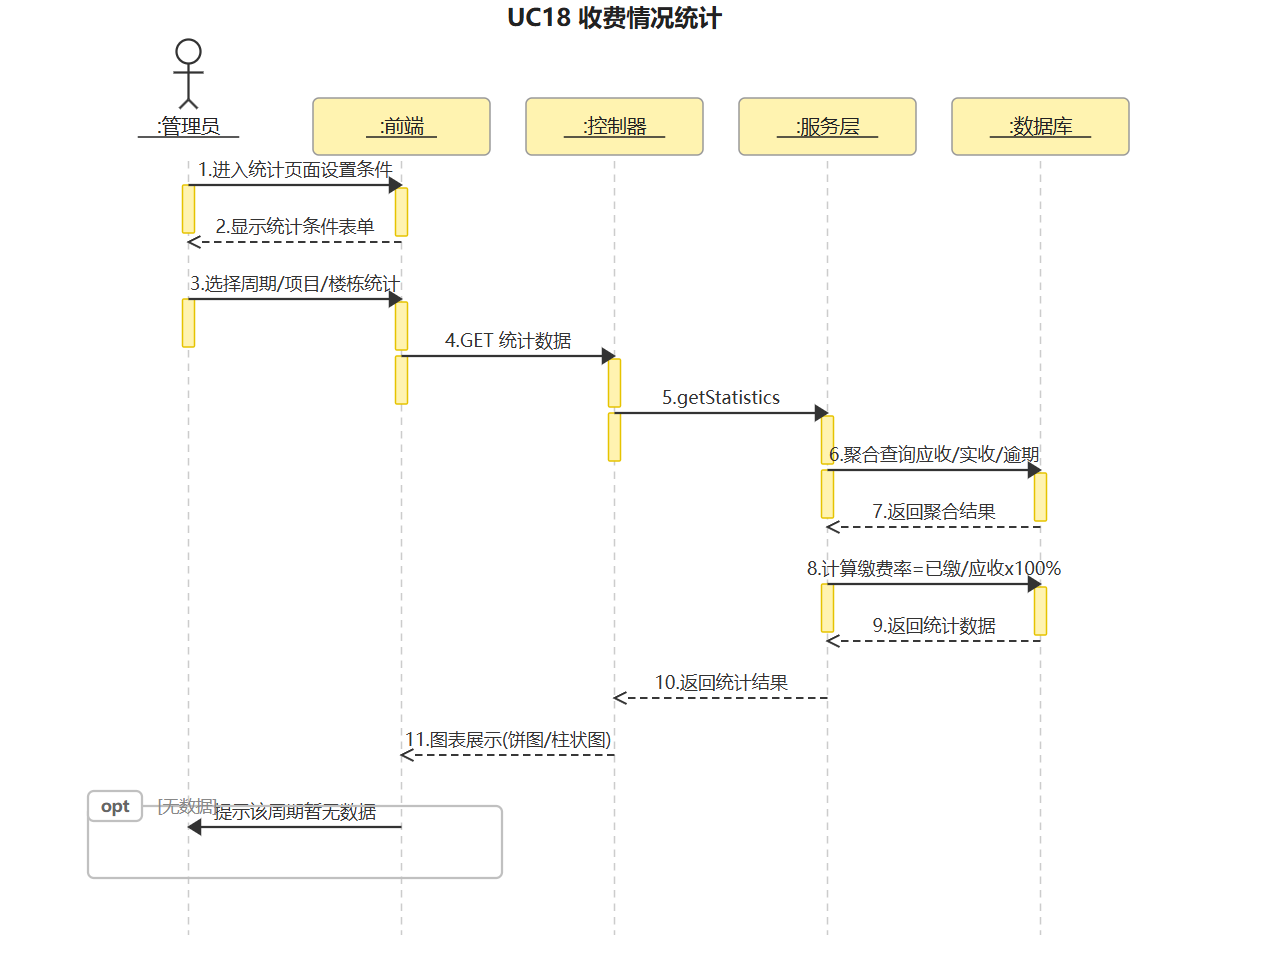 UC18 收费情况统计
:管理员
:前端
:控制器
:服务层
:数据库
1.进入统计页面设置条件
2.显示统计条件表单
3.选择周期/项目/楼栋统计
4.GET 统计数据
5.getStatistics
6.聚合查询应收/实收/逾期
7.返回聚合结果
8.计算缴费率=已缴/应收x100%
9.返回统计数据
10.返回统计结果
11.图表展示(饼图/柱状图)
opt
[无数据]
提示该周期暂无数据